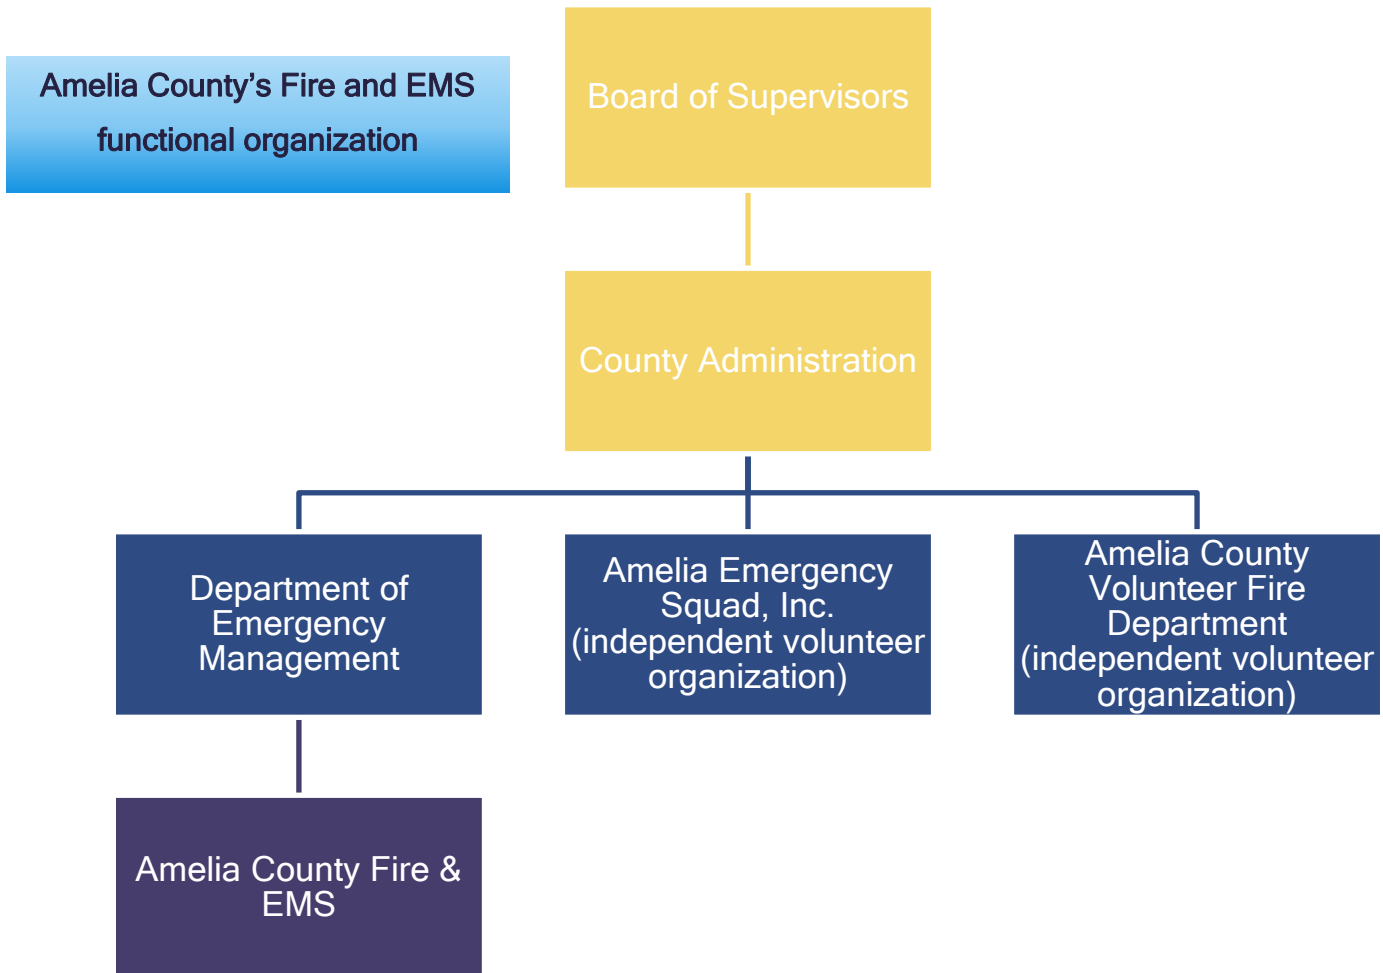 Amelia County’s Fire and EMS
functional organization
Board of Supervisors
County Administration
Department of
Emergency
Management
Amelia Emergency
Squad, Inc.
(independent volunteer
organization)
Amelia County
Volunteer Fire
Department
(independent volunteer
organization)
Amelia County Fire &
EMS